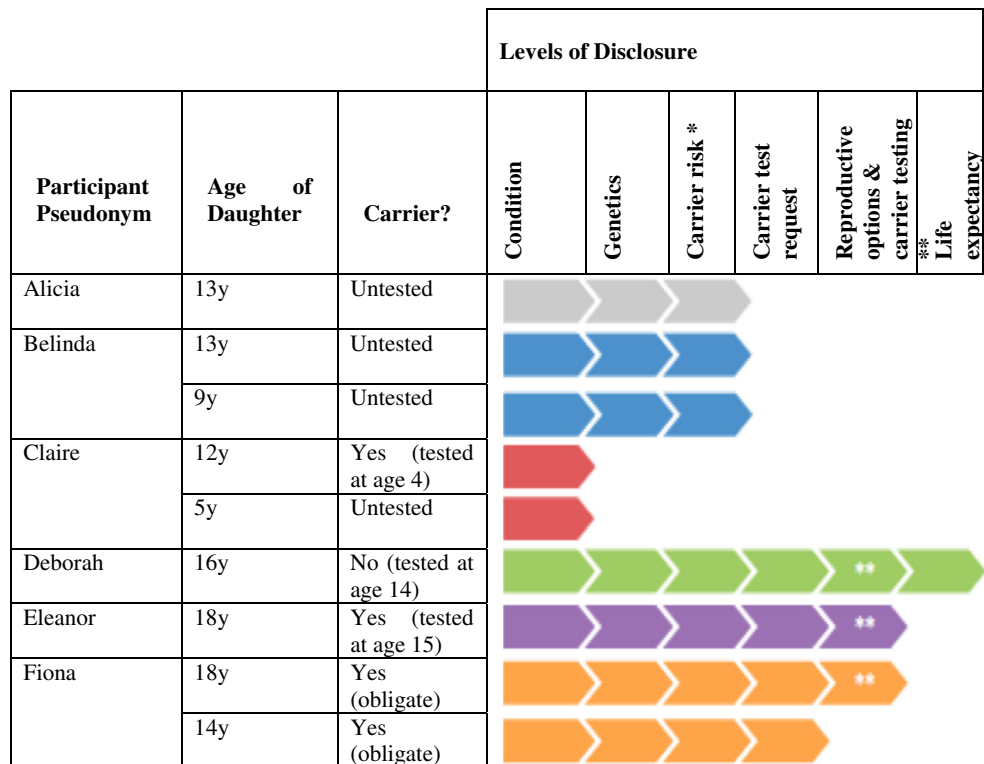 Levels of Disclosure
Participant
Pseudonym
Age of
Daughter
Carrier?
Condition
Genetics
Carrier risk *
Carrier test
request
Reproductive
options &
carrier testing
**
Life
expectancy
Alicia 13y Untested
Belinda 13y Untested
9y Untested
Claire 12y Yes (tested
at age 4)
5y Untested
Deborah 16y No (tested at
age 14)
**
Eleanor 18y Yes (tested
at age 15)
**
Fiona 18y Yes
(obligate)
**
14y Yes
(obligate)